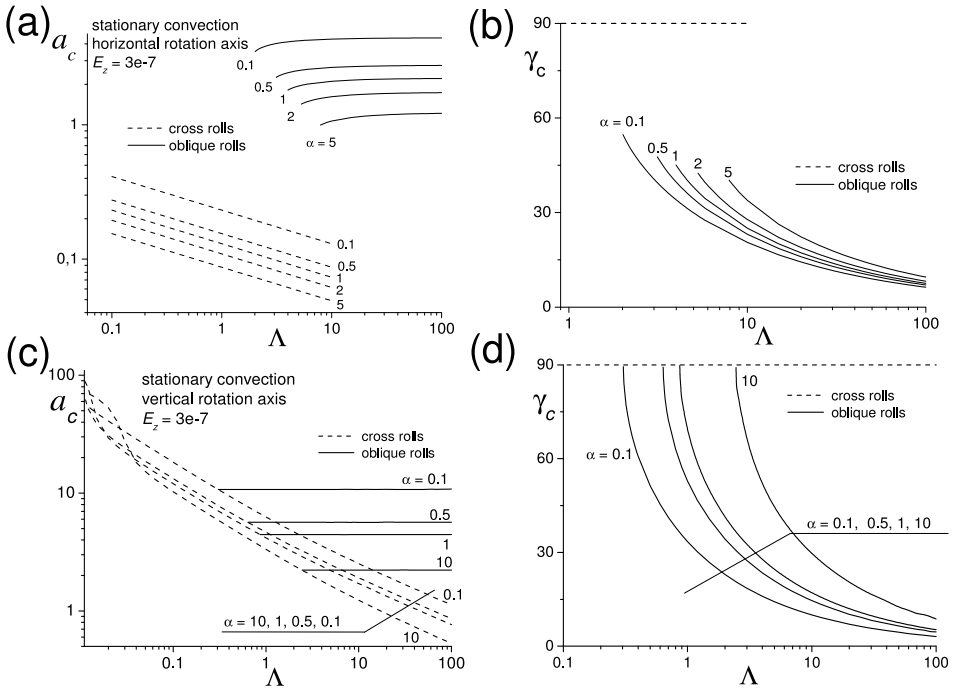 (a)
a_c
stationary convection
horizontal rotation axis
E_z = 3e-7
0.1
0.5
1
2
α = 5
cross rolls
oblique rolls
1
0,1
0.1
0.5
1
2
5
0.1
1
10
100
Λ
(b)
γ_c
90
60
30
0
α = 0.1
0.5
1
2
5
cross rolls
oblique rolls
1
10
100
Λ
(c)
a_c
100
10
1
stationary convection
vertical rotation axis
E_z = 3e-7
cross rolls
oblique rolls
α = 0.1
0.5
1
10
0.1
α = 10, 1, 0.5, 0.1
10
0.1
1
10
100
Λ
(d)
γ_c
90
60
30
0
10
cross rolls
oblique rolls
α = 0.1
α = 0.1, 0.5, 1, 10
0.1
1
10
100
Λ